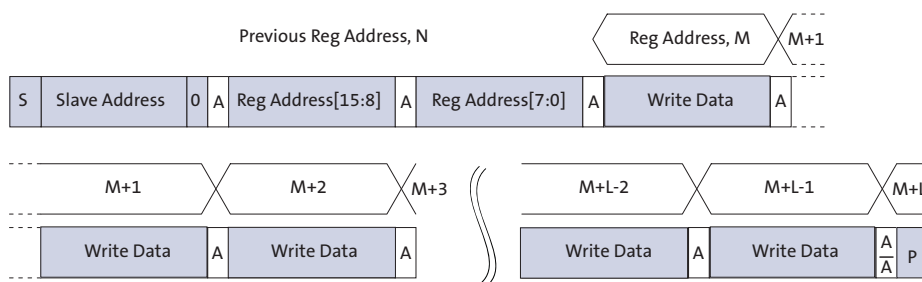 Previous Reg Address, N Reg Address, M M+1
S Slave Address 0 A Reg Address[15:8] A Reg Address[7:0] A Write Data A
M+1 M+2 M+3 M+L-2 M+L-1 M+L
Write Data A Write Data A Write Data A Write Data A/A̅ P